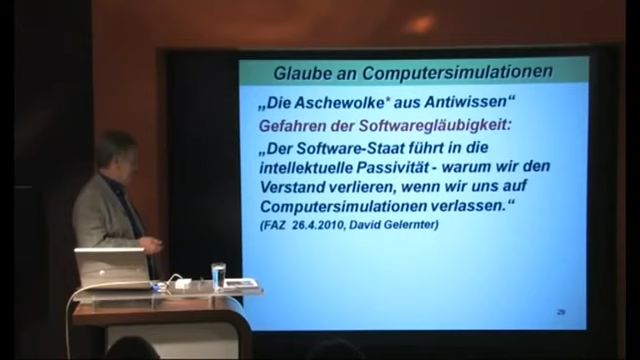 Glaube an Computersimulationen
„Die Aschewolke* aus Antiwissen“
Gefahren der Softwaregläubigkeit:
„Der Software-Staat führt in die
intellektuelle Passivität - warum wir den
Verstand verlieren, wenn wir uns auf
Computersimulationen verlassen.“
(FAZ 26.4.2010, David Gelernter)
29